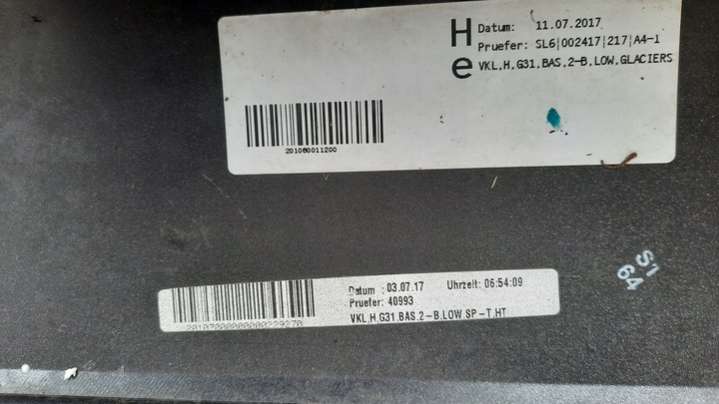 H
e
Datum: 11.07.2017
Pruefer: SL6|002417|217|A4-1
VKL,H,G31,BAS,2-B,LOW,GLACIERS
201060011200
Datum : 03.07.17 Uhrzeit: 06:54:09
Pruefer: 40993
VKL,H,G31,BAS,2-B,LOW,SP-T,HT
S1
64